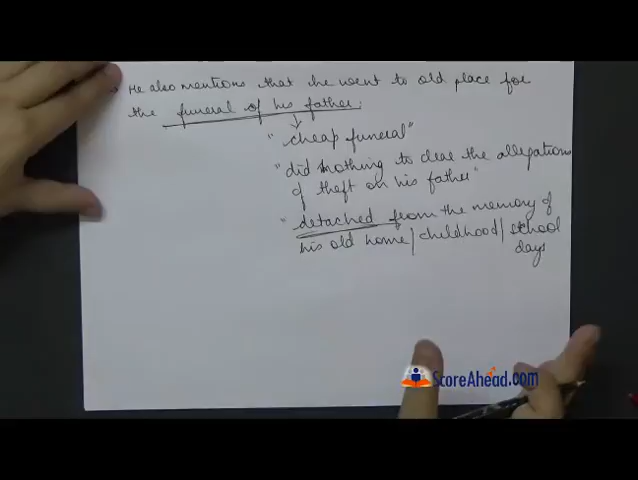 He also mentions that he went to old place for
the funeral of his father.
" cheap funeral"
" did nothing to clear the allegations
of theft on his father"
" detached from the memory of
his old home/childhood/school
days
ScoreAhead.com